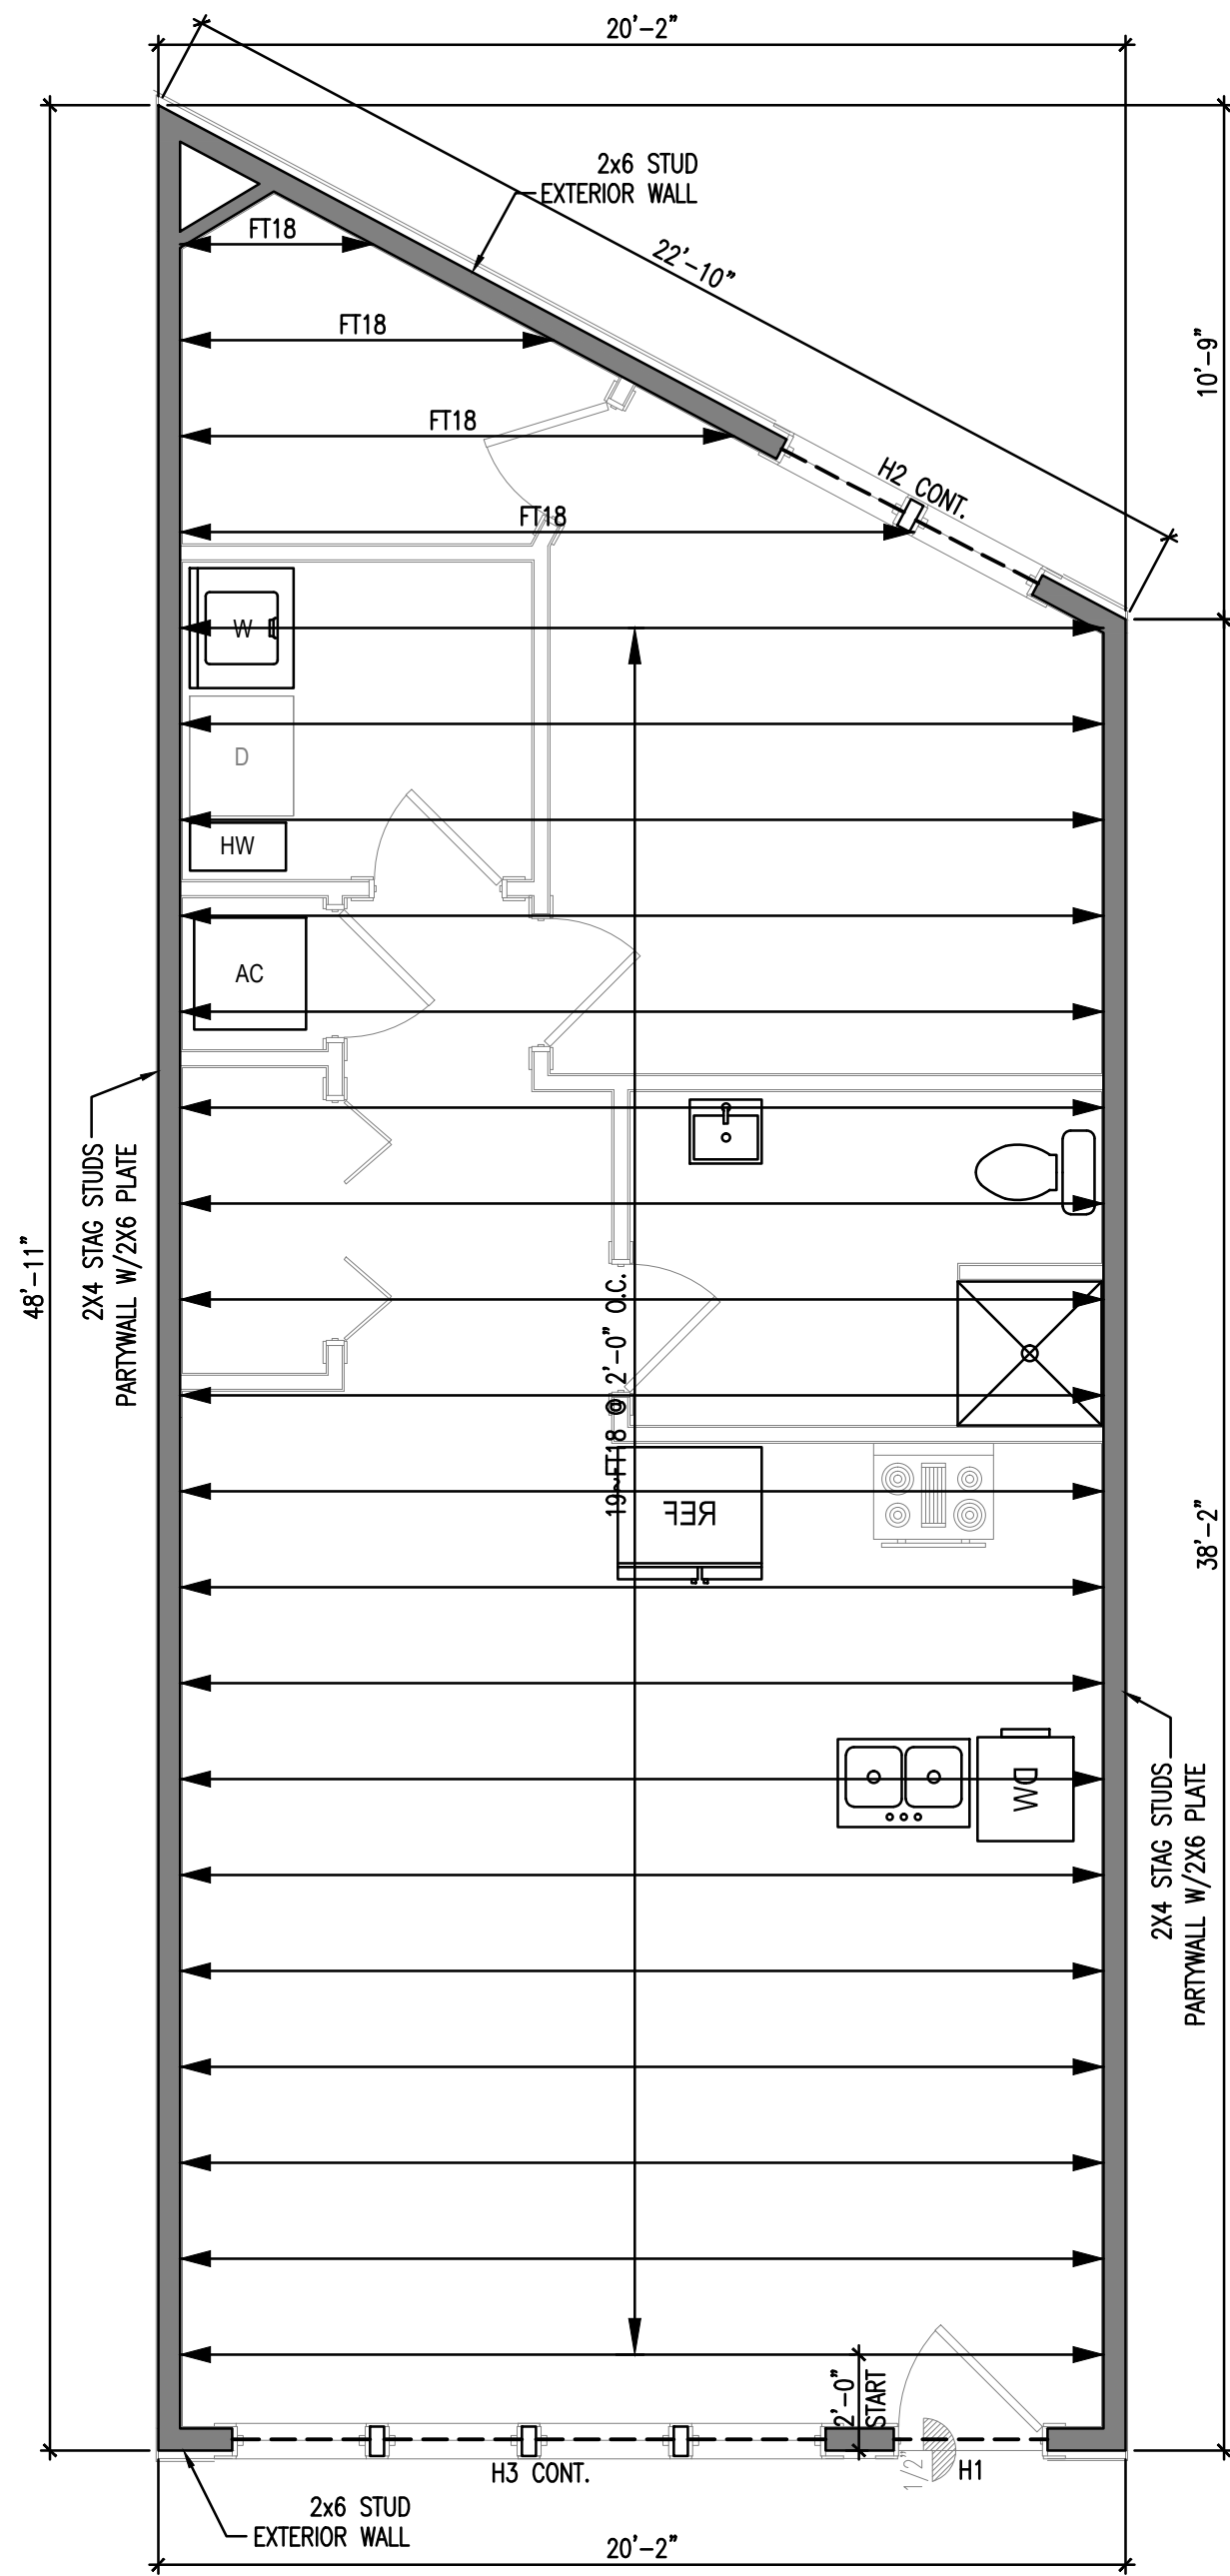 20'-2"
2x6 STUD
EXTERIOR WALL
FT18
22'-10"
FT18
10'-9"
FT18
H2 CONT.
FT18
W
D
HW
AC
2X4 STAG STUDS
PARTYWALL W/2X6 PLATE
48'-11"
19~FT18 @ 2'-0" O.C.
REF
38'-2"
DW
2X4 STAG STUDS
PARTYWALL W/2X6 PLATE
2'-0"
START
1/2"
H3 CONT.
H1
2x6 STUD
EXTERIOR WALL
20'-2"